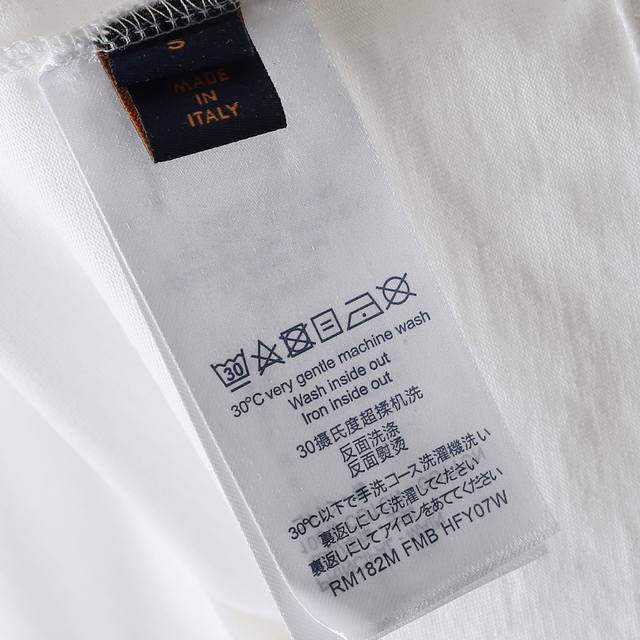 S
MADE
IN
ITALY
30
30°C very gentle machine wash
Wash inside out
Iron inside out
30摄氏度超揉机洗
反面洗涤
反面熨烫
30℃以下で手洗コース洗濯機洗い
裏返しにして洗濯してください
裏返しにしてアイロンをあててください
RM182M FMB HFY07W